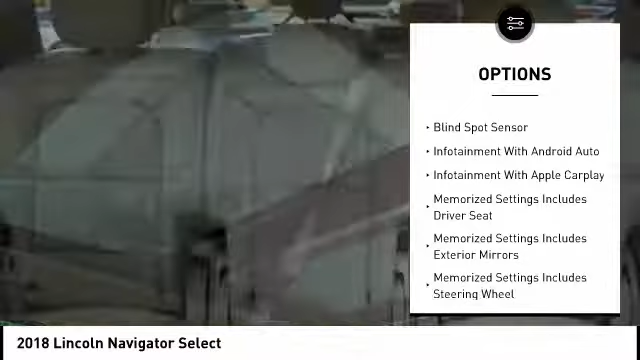 OPTIONS
Blind Spot Sensor
Infotainment With Android Auto
Infotainment With Apple Carplay
Memorized Settings Includes
Driver Seat
Memorized Settings Includes
Exterior Mirrors
Memorized Settings Includes
Steering Wheel
2018 Lincoln Navigator Select